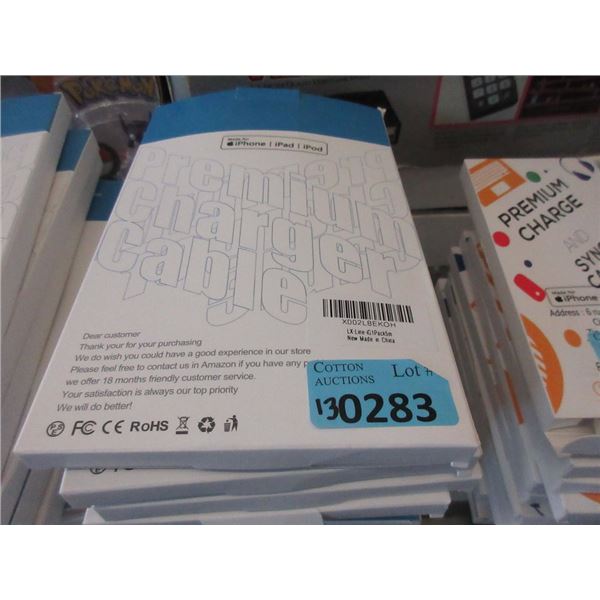 POKÉMON
Made for
iPhone | iPad | iPod
Premium
Charger
Cable
X002L8EKOH
New Made in China
Dear customer
Thank you for your purchasing
We do wish you could have a good experience in our store
Please feel free to contact us in Amazon if you have any
we offer 18 months friendly customer service.
Your satisfaction is always our top priority
We will do better!
FC CE RoHS
COTTON
AUCTIONS
Lot #
130283
PREMIUM
CHARGE
AND
Made for
iPhone
Address : 6